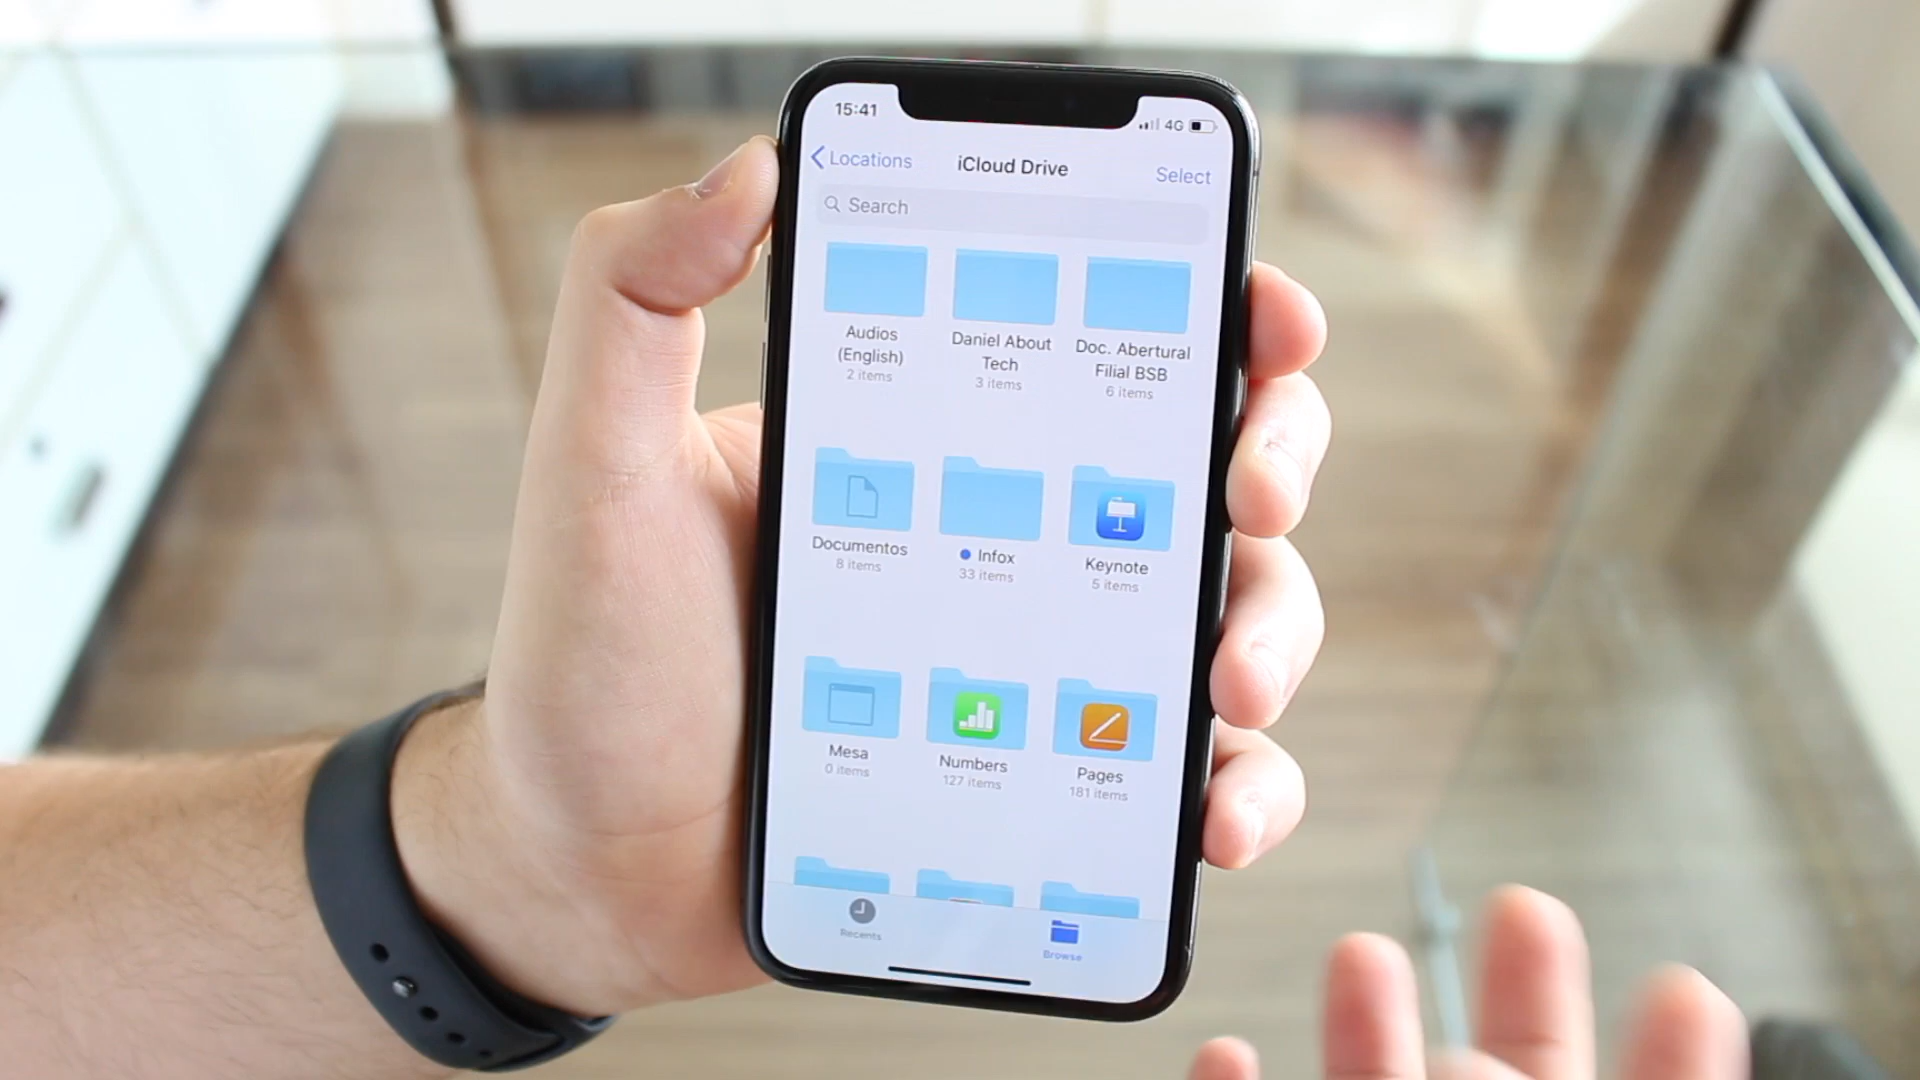 15:41
4G
Locations
iCloud Drive
Select
Search
Audios
(English)
2 items
Daniel About
Tech
3 items
Doc. Abertural
Filial BSB
6 items
Documentos
8 items
Infox
33 items
Keynote
5 items
Mesa
0 items
Numbers
127 items
Pages
181 items
Recents
Browse